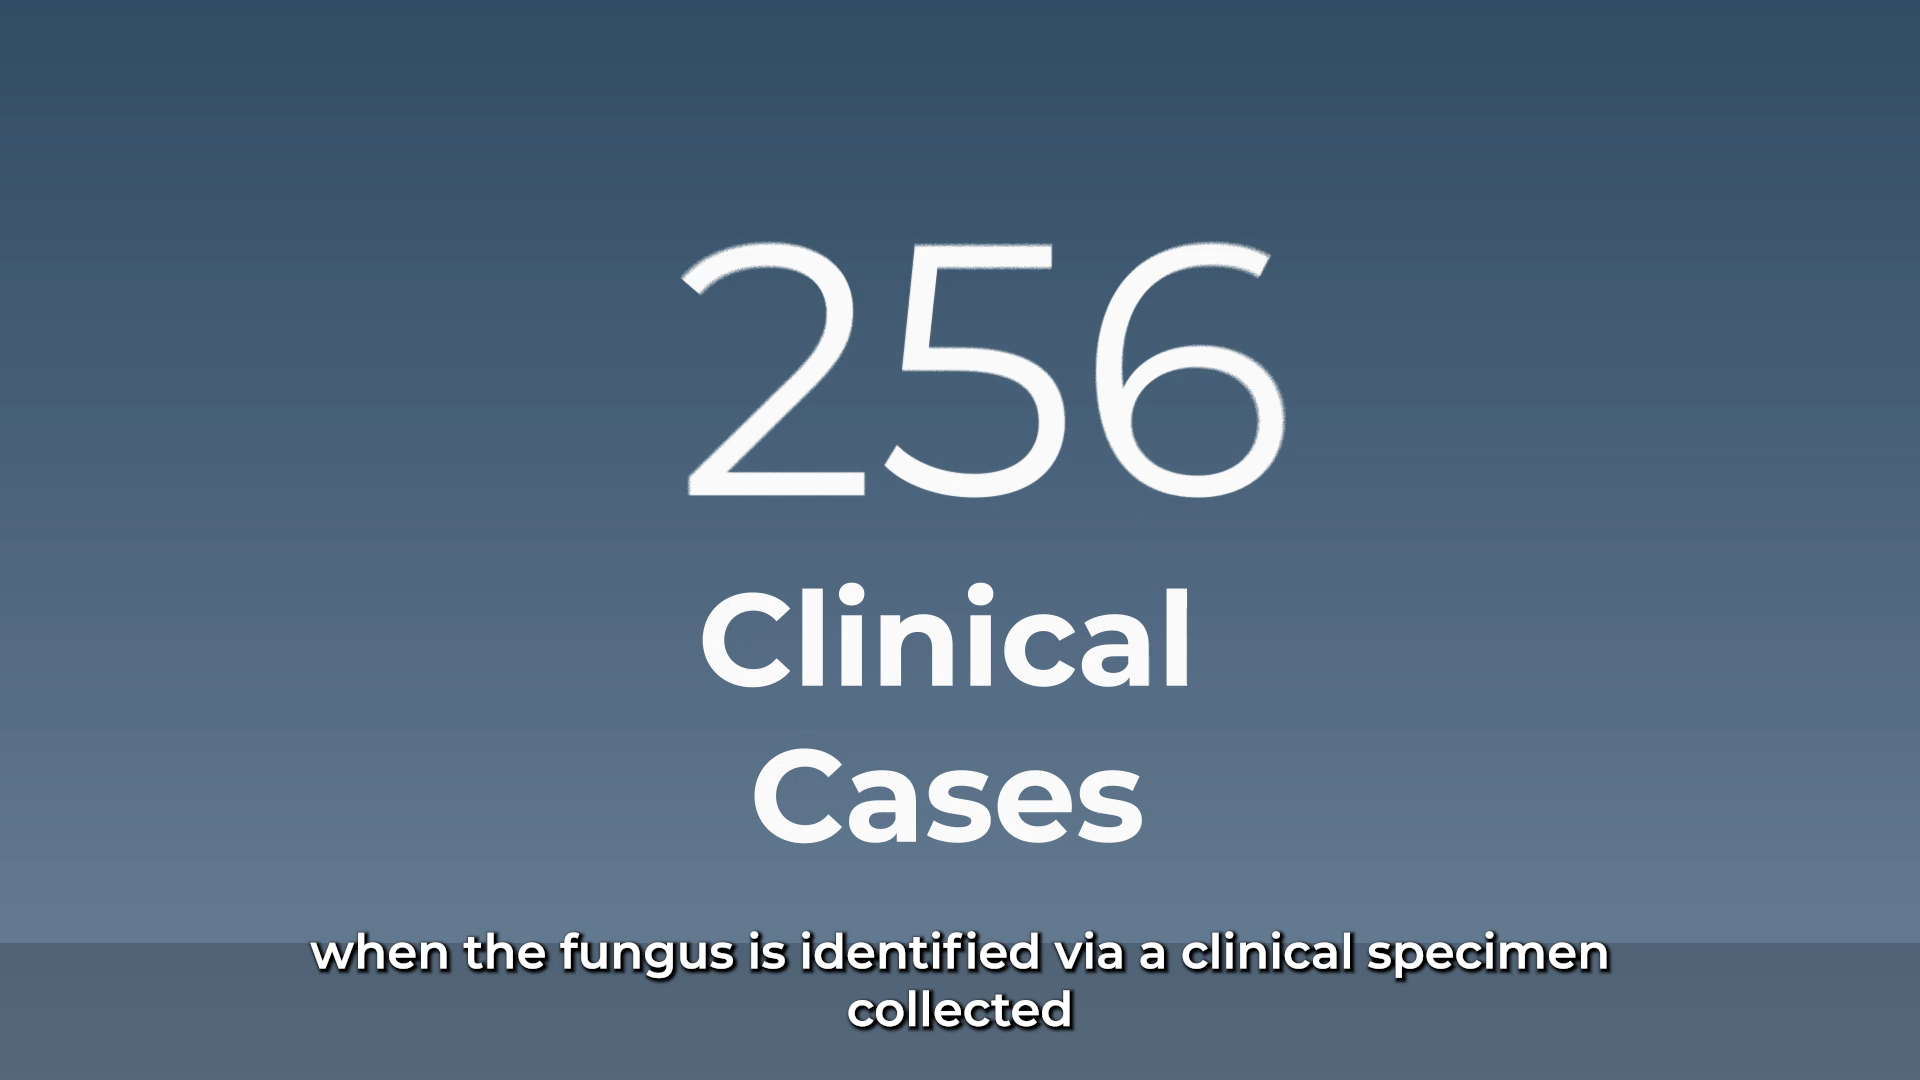 256
Clinical
Cases
when the fungus is identified via a clinical specimen
collected